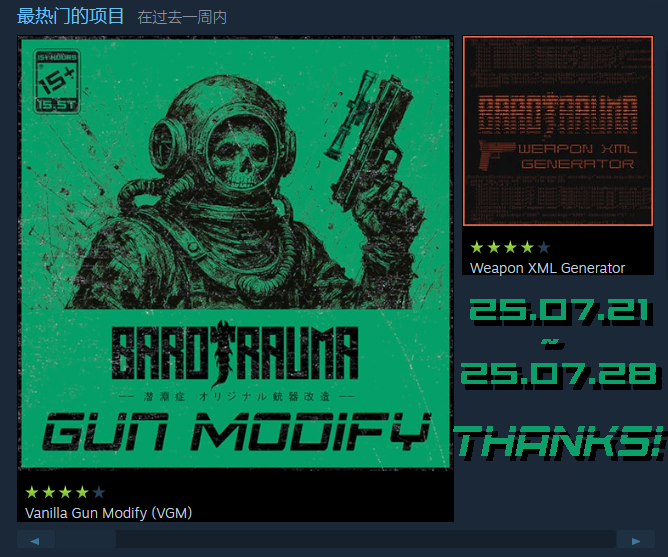 最热门的项目 在过去一周内
15+HOURS
15+
15.5T
BAROTRAUMA
潜淵症 オリジナル銃器改造
GUN MODIFY
Vanilla Gun Modify (VGM)
BAROTRAUMA
WEAPON XML
GENERATOR
Weapon XML Generator
25.07.21
~
25.07.28
THANKS!